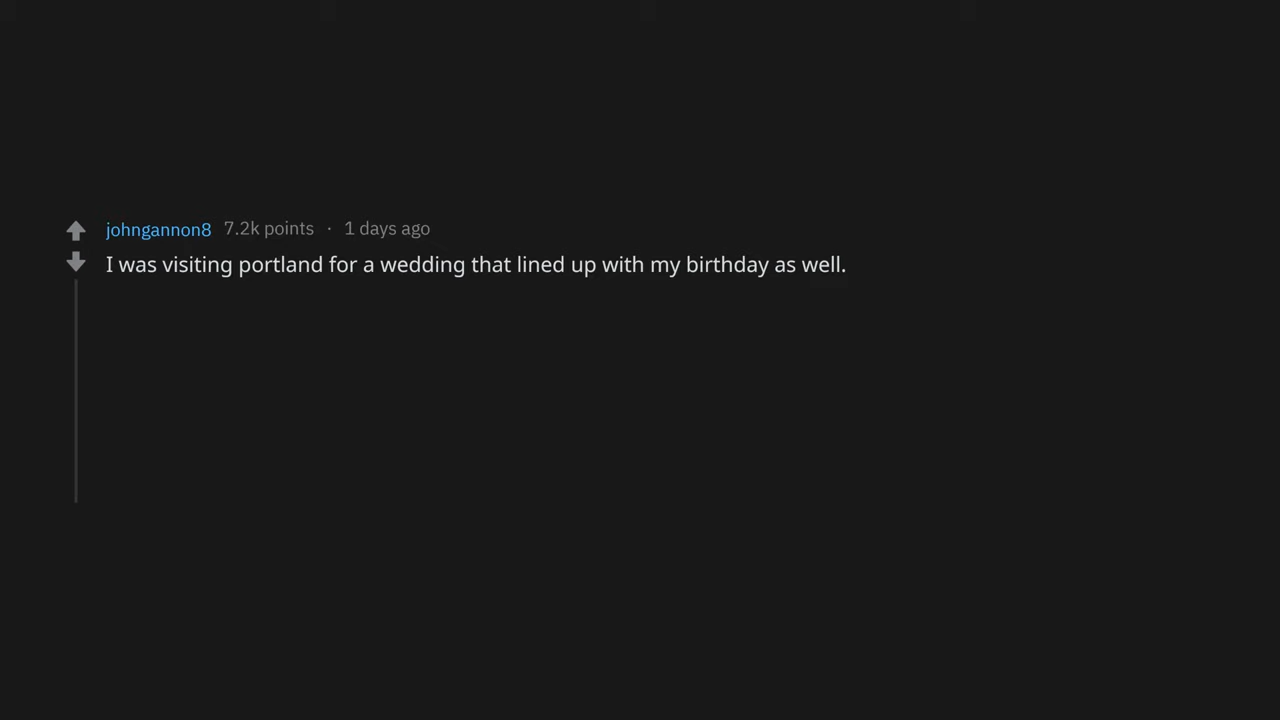 johngannon8 7.2k points · 1 days ago
I was visiting portland for a wedding that lined up with my birthday as well.